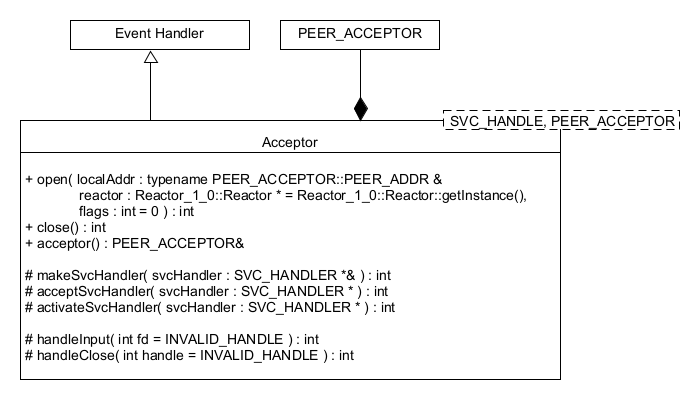 Event Handler
PEER_ACCEPTOR
SVC_HANDLE, PEER_ACCEPTOR
Acceptor
+ open( localAddr : typename PEER_ACCEPTOR::PEER_ADDR &
reactor : Reactor_1_0::Reactor * = Reactor_1_0::Reactor::getInstance(),
flags : int = 0 ) : int
+ close() : int
+ acceptor() : PEER_ACCEPTOR&
# makeSvcHandler( svcHandler : SVC_HANDLER *& ) : int
# acceptSvcHandler( svcHandler : SVC_HANDLER * ) : int
# activateSvcHandler( svcHandler : SVC_HANDLER * ) : int
# handleInput( int fd = INVALID_HANDLE ) : int
# handleClose( int handle = INVALID_HANDLE ) : int